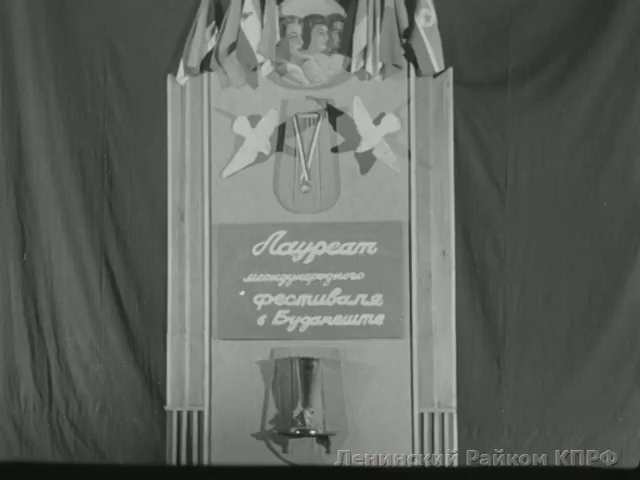 Лауреат
международного
фестиваля
в Будапеште
Ленинский Райком КПРФ